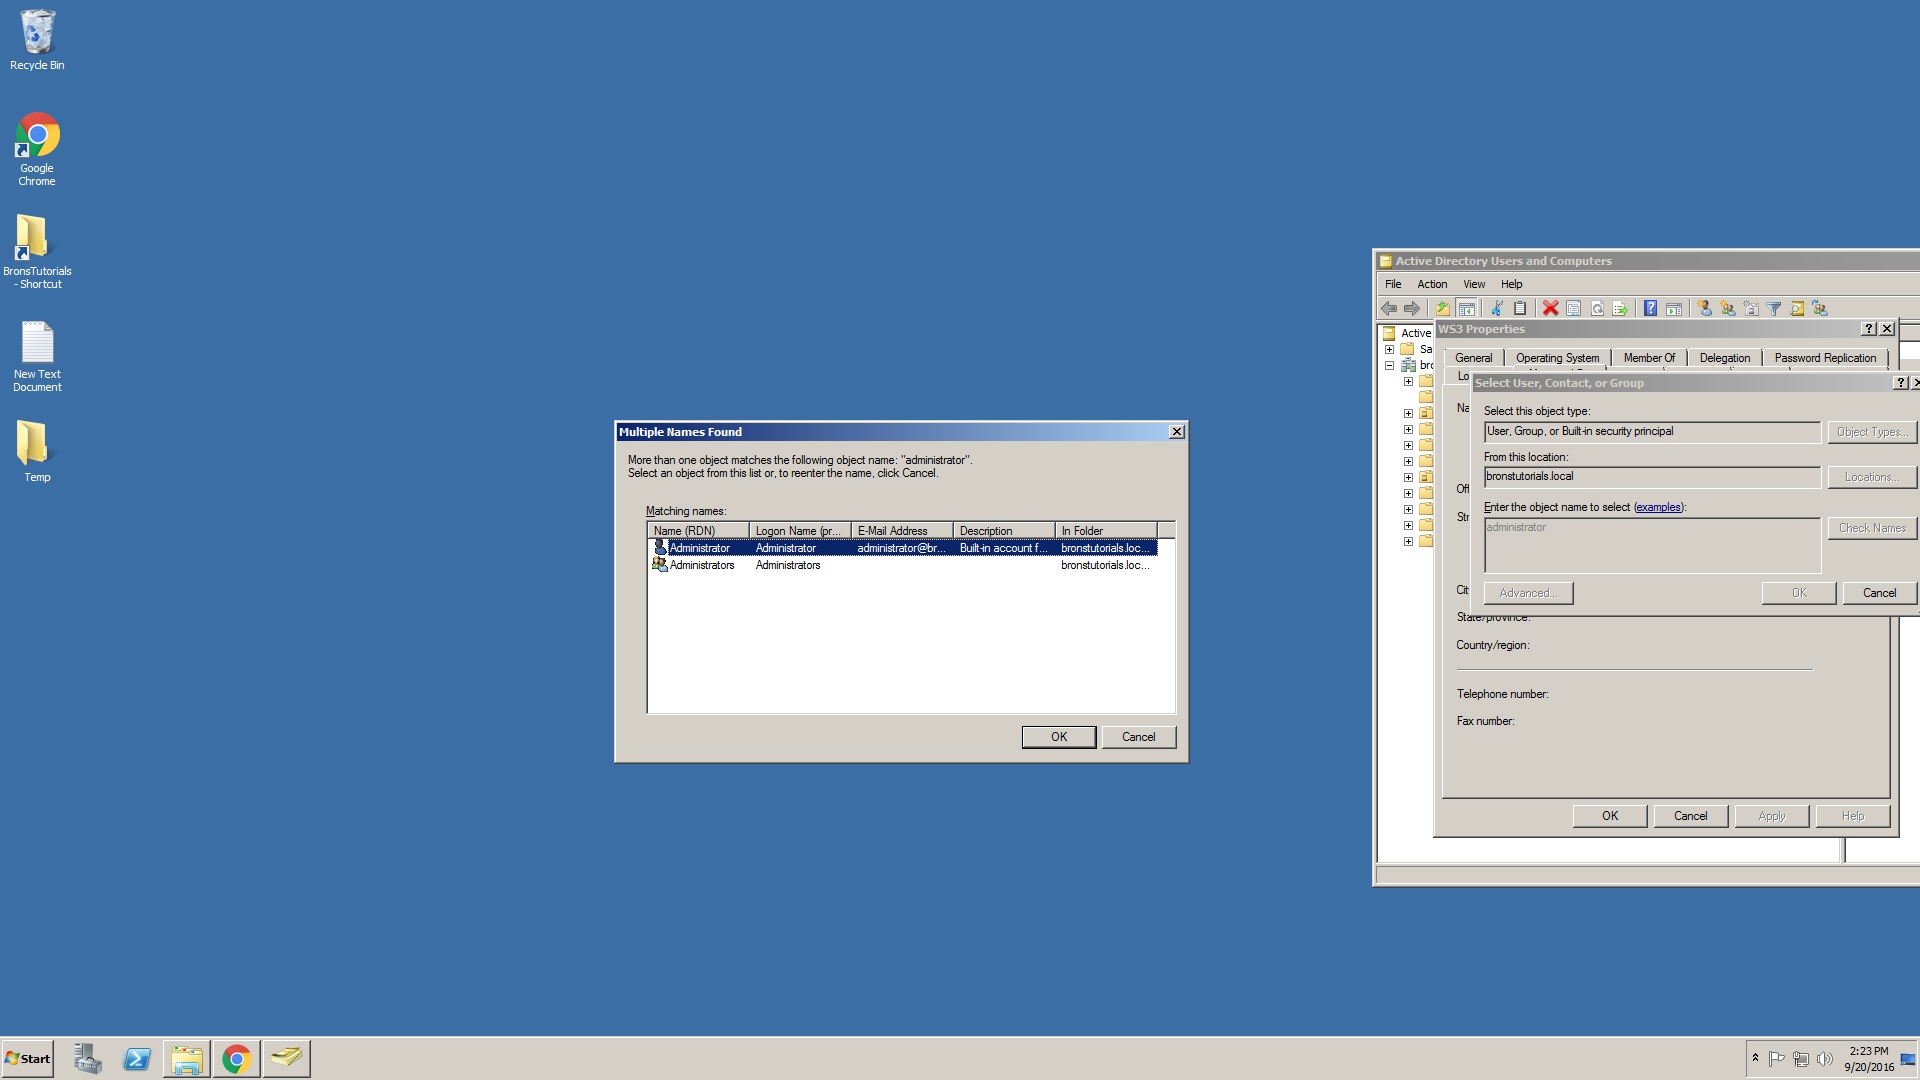 Recycle Bin
Google
Chrome
BronsTutorials
- Shortcut
New Text
Document
Temp
Multiple Names Found
More than one object matches the following object name: "administrator".
Select an object from this list or, to reenter the name, click Cancel.
Matching names:
Name (RDN) Logon Name (pr... E-Mail Address Description In Folder
Administrator Administrator administrator@br... Built-in account f... bronstutorials.loc...
Administrators Administrators bronstutorials.loc...
OK Cancel
Active Directory Users and Computers
File Action View Help
Active
Sa
bro
WS3 Properties
General Operating System Member Of Delegation Password Replication
Lo
Na
Off
Str
Cit
Select User, Contact, or Group
Select this object type:
User, Group, or Built-in security principal Object Types...
From this location:
bronstutorials.local Locations...
Enter the object name to select (examples):
administrator Check Names
Advanced... OK Cancel
State/province:
Country/region:
Telephone number:
Fax number:
OK Cancel Apply Help
Start
2:23 PM
9/20/2016